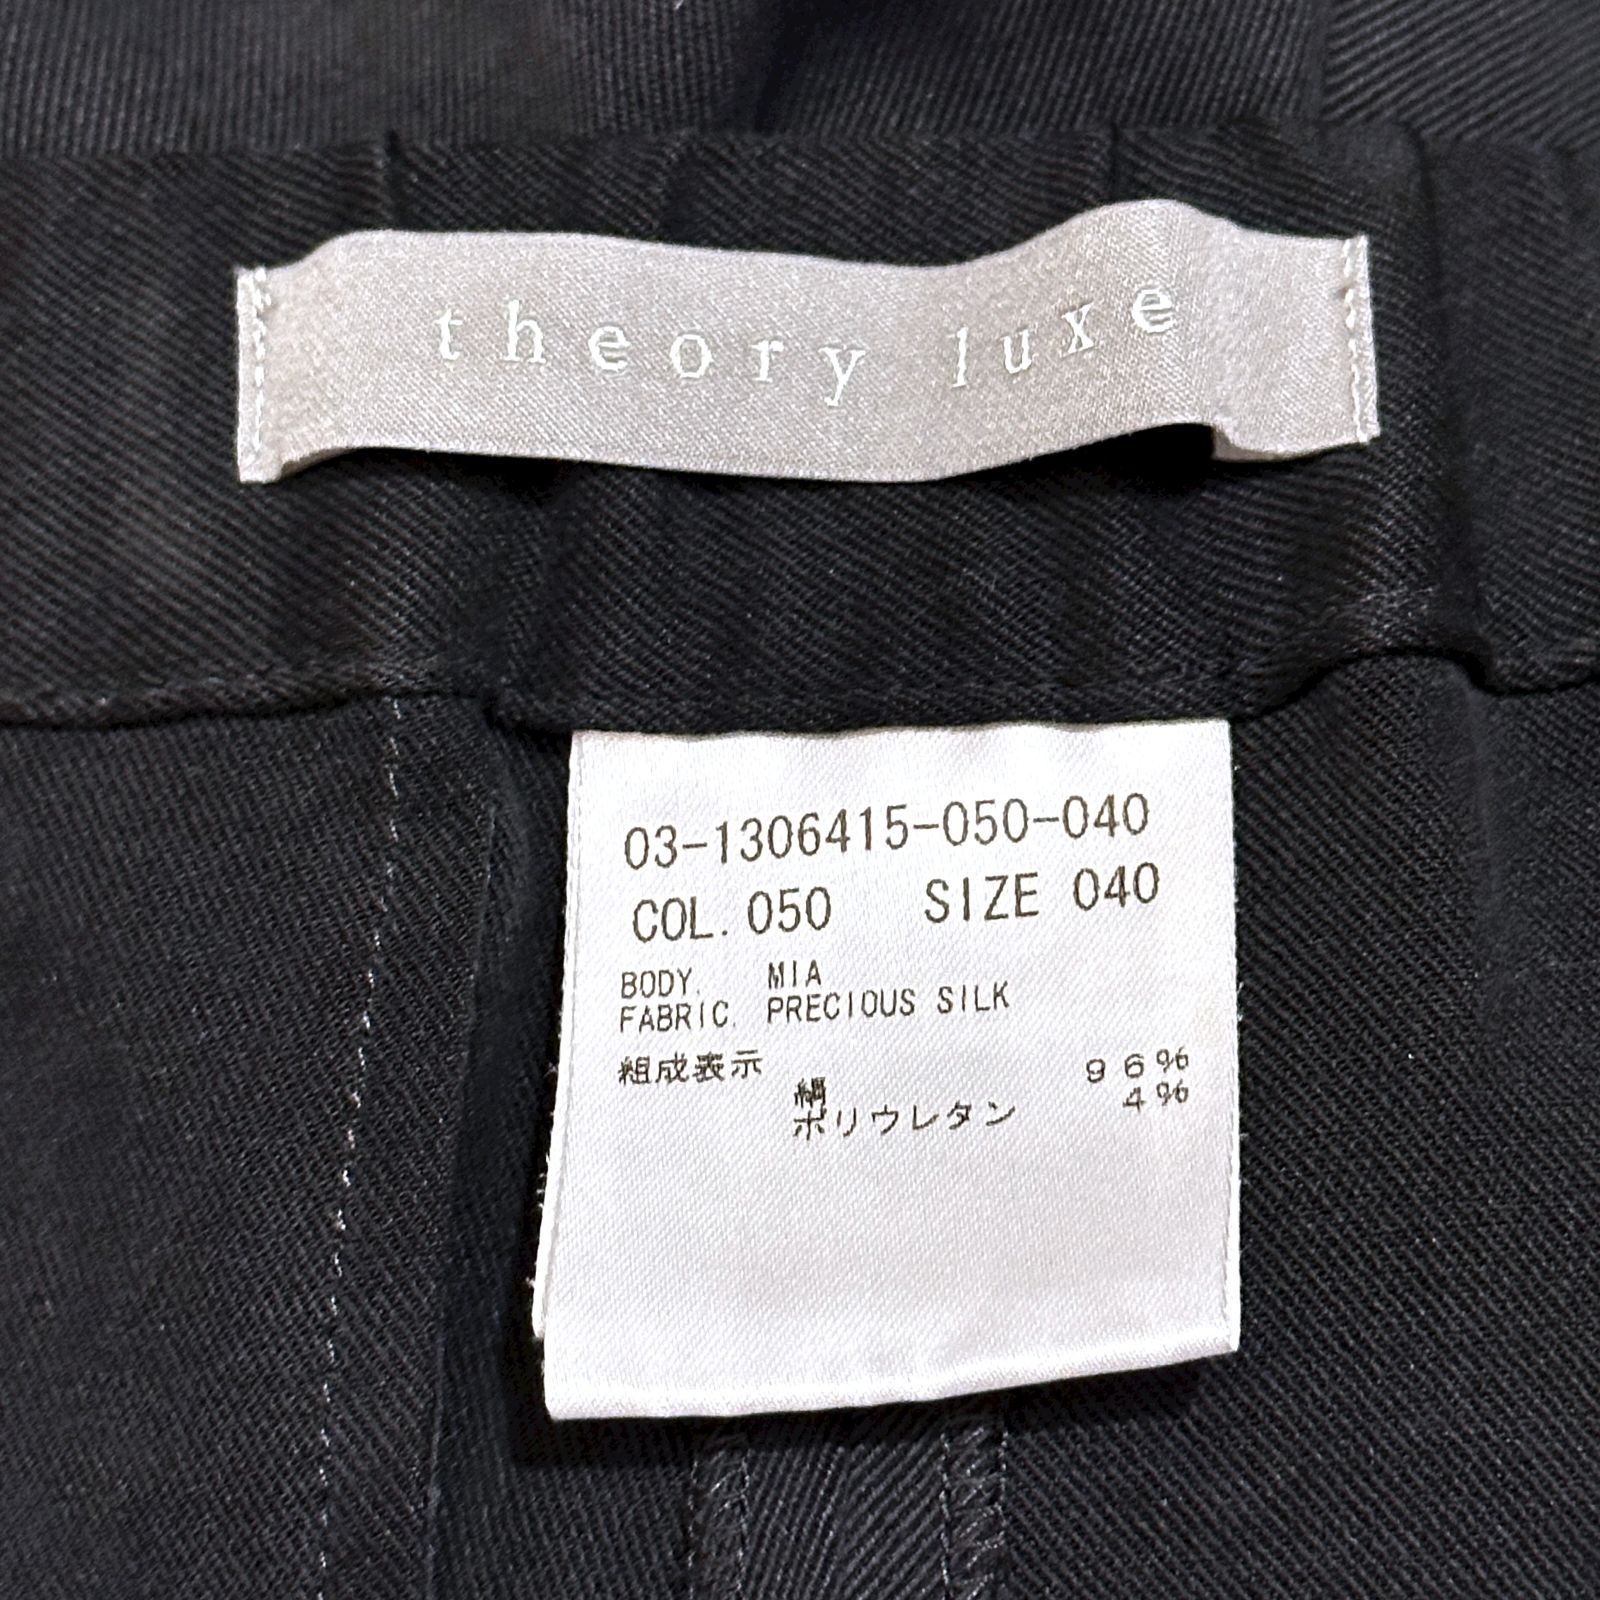 theory luxe
03-1306415-050-040
COL. 050 SIZE 040
BODY. MIA
FABRIC. PRECIOUS SILK
組成表示
絹 96%
ポリウレタン 4%